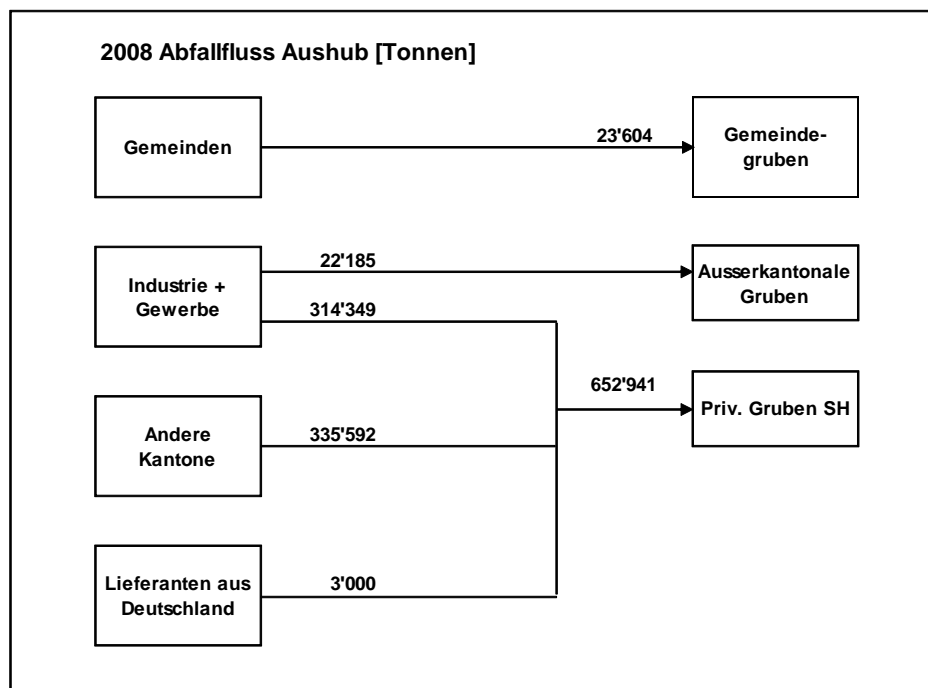 2008 Abfallfluss Aushub [Tonnen]
Gemeinden
23'604
Gemeinde-
gruben
Industrie +
Gewerbe
22'185
314'349
Ausserkantonale
Gruben
652'941
Priv. Gruben SH
Andere
Kantone
335'592
Lieferanten aus
Deutschland
3'000